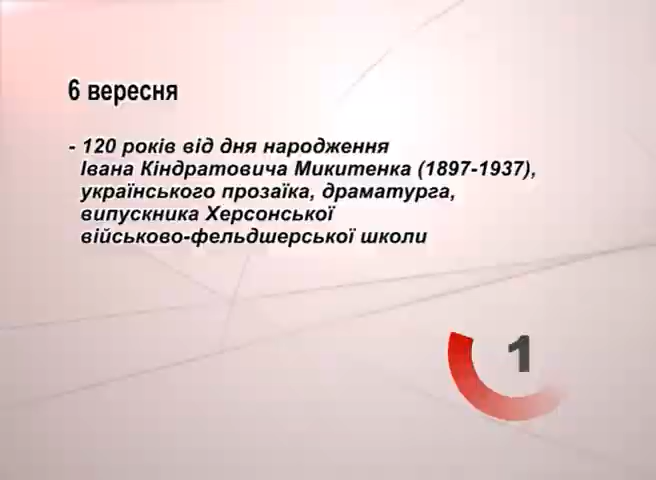 6 вересня
- 120 років від дня народження
Івана Кіндратовича Микитенка (1897-1937),
українського прозаїка, драматурга,
випускника Херсонської
військово-фельдшерської школи
1